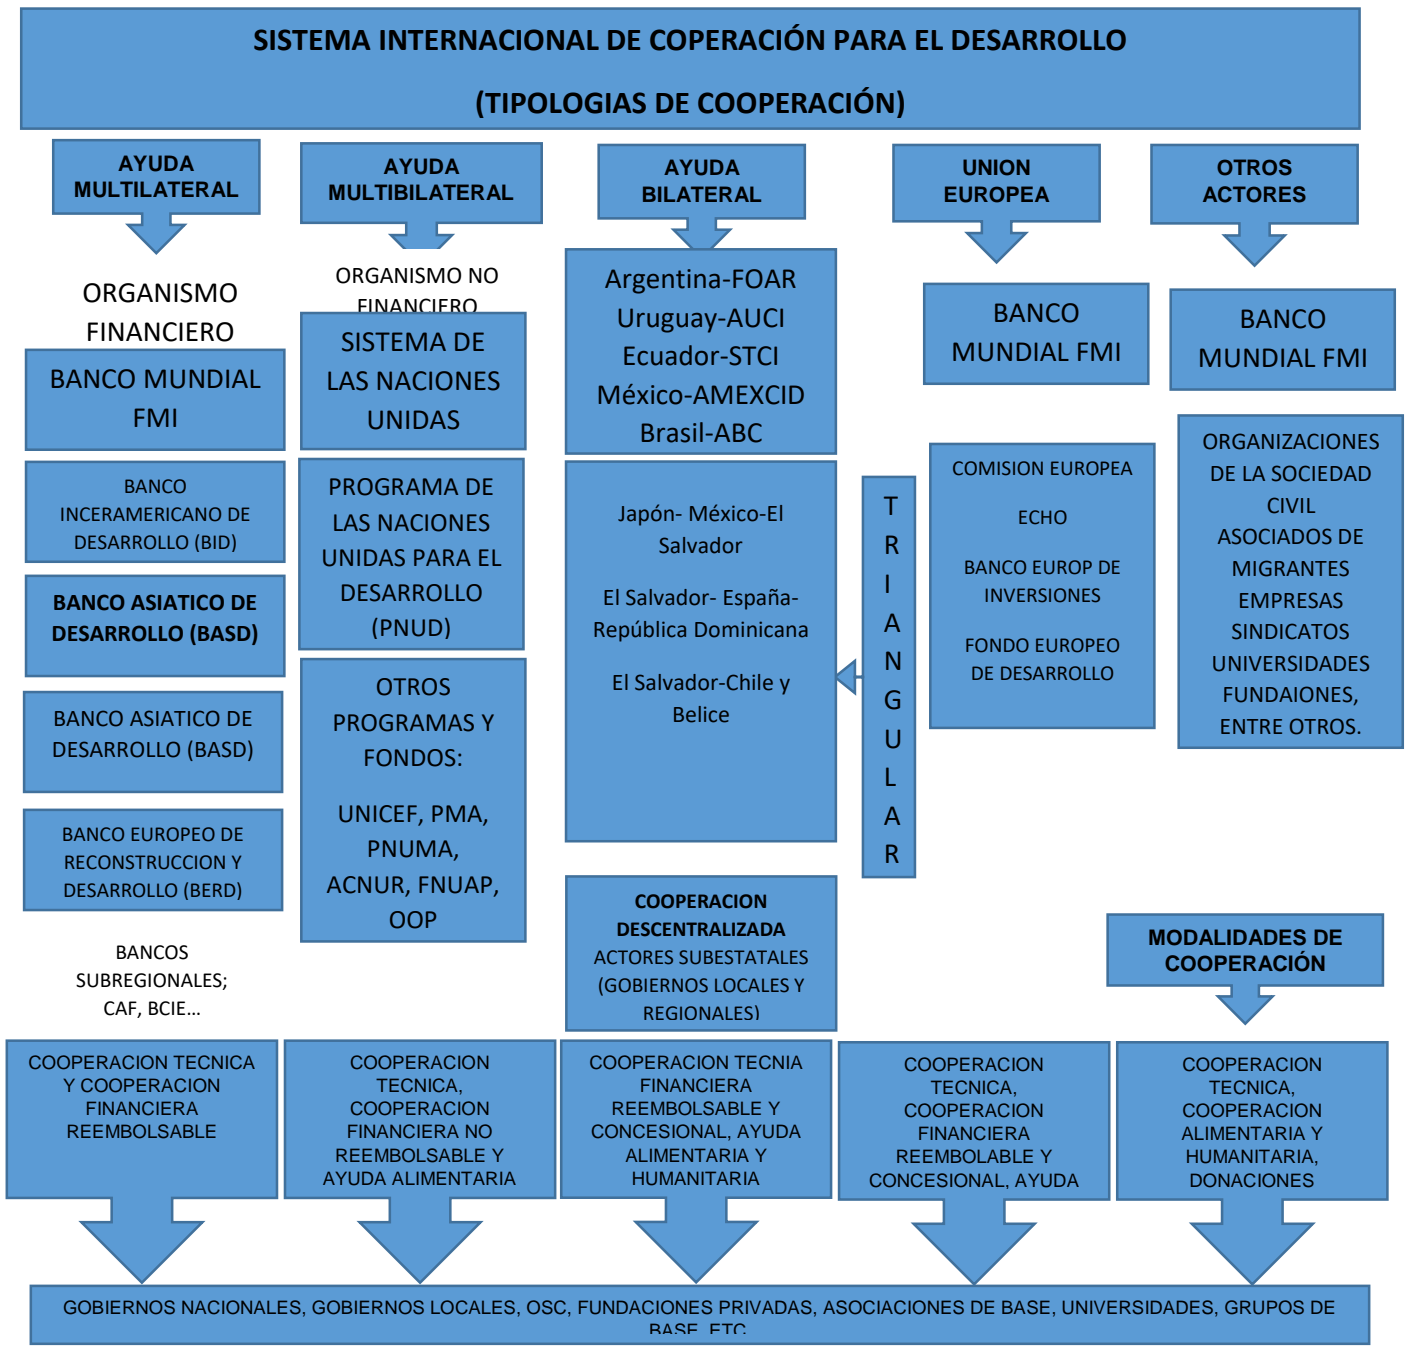 SISTEMA INTERNACIONAL DE COPERACIÓN PARA EL DESARROLLO
(TIPOLOGIAS DE COOPERACIÓN)
AYUDA
MULTILATERAL
ORGANISMO
FINANCIERO
BANCO MUNDIAL
FMI
BANCO
INCERAMERICANO DE
DESARROLLO (BID)
BANCO ASIATICO DE
DESARROLLO (BASD)
BANCO ASIATICO DE
DESARROLLO (BASD)
BANCO EUROPEO DE
RECONSTRUCCION Y
DESARROLLO (BERD)
BANCOS
SUBREGIONALES;
CAF, BCIE...
AYUDA
MULTIBILATERAL
ORGANISMO NO
FINANCIERO
SISTEMA DE
LAS NACIONES
UNIDAS
PROGRAMA DE
LAS NACIONES
UNIDAS PARA EL
DESARROLLO
(PNUD)
OTROS
PROGRAMAS Y
FONDOS:
UNICEF, PMA,
PNUMA,
ACNUR, FNUAP,
OOP
AYUDA
BILATERAL
Argentina-FOAR
Uruguay-AUCI
Ecuador-STCI
México-AMEXCID
Brasil-ABC
Japón- México-El
Salvador
El Salvador- España-
República Dominicana
El Salvador-Chile y
Belice
TRIANGULAR
COOPERACION
DESCENTRALIZADA
ACTORES SUBESTATALES
(GOBIERNOS LOCALES Y
REGIONALES)
UNION
EUROPEA
BANCO
MUNDIAL FMI
COMISION EUROPEA
ECHO
BANCO EUROP DE
INVERSIONES
FONDO EUROPEO
DE DESARROLLO
OTROS
ACTORES
BANCO
MUNDIAL FMI
ORGANIZACIONES
DE LA SOCIEDAD
CIVIL
ASOCIADOS DE
MIGRANTES
EMPRESAS
SINDICATOS
UNIVERSIDADES
FUNDAIONES,
ENTRE OTROS.
MODALIDADES DE
COOPERACIÓN
COOPERACION TECNICA
Y COOPERACION
FINANCIERA
REEMBOLSABLE
COOPERACION
TECNICA,
COOPERACION
FINANCIERA NO
REEMBOLSABLE Y
AYUDA ALIMENTARIA
COOPERACION TECNIA
FINANCIERA
REEMBOLSABLE Y
CONCESIONAL, AYUDA
ALIMENTARIA Y
HUMANITARIA
COOPERACION
TECNICA,
COOPERACION
FINANCIERA
REEMBOLABLE Y
CONCESIONAL, AYUDA
COOPERACION
TECNICA,
COOPERACION
ALIMENTARIA Y
HUMANITARIA,
DONACIONES
GOBIERNOS NACIONALES, GOBIERNOS LOCALES, OSC, FUNDACIONES PRIVADAS, ASOCIACIONES DE BASE, UNIVERSIDADES, GRUPOS DE
BASE, ETC